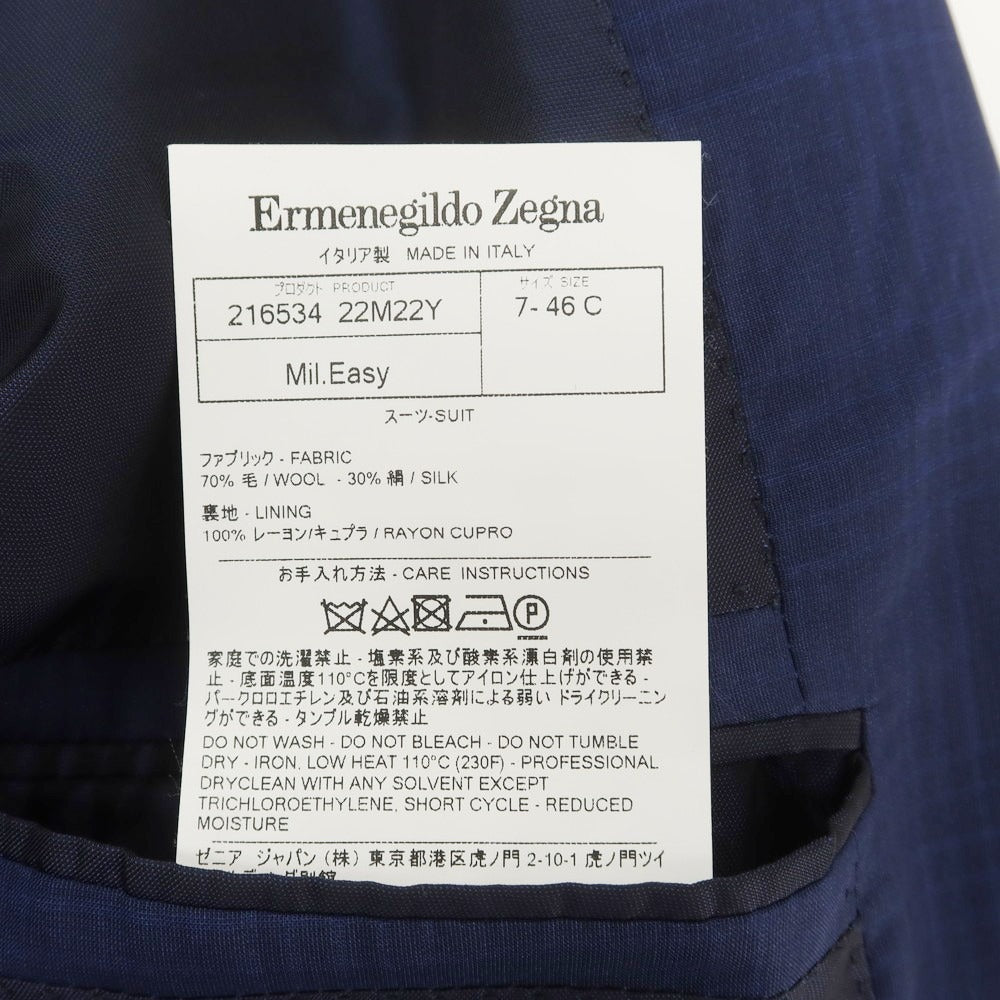 Ermenegildo Zegna
イタリア製 MADE IN ITALY
プロダクト PRODUCT
216534 22M22Y
サイズ SIZE
7- 46 C
Mil.Easy
スーツ-SUIT
ファブリック - FABRIC
70% 毛 / WOOL - 30% 絹 / SILK
裏地 - LINING
100% レーヨン/キュプラ / RAYON CUPRO
お手入れ方法 - CARE INSTRUCTIONS
P
家庭での洗濯禁止 - 塩素系及び酸素系漂白剤の使用禁
止 - 底面温度110°Cを限度としてアイロン仕上げができる -
パークロロエチレン及び石油系溶剤による弱い ドライクリーニン
グができる - タンブル乾燥禁止
DO NOT WASH - DO NOT BLEACH - DO NOT TUMBLE
DRY - IRON, LOW HEAT 110°C (230F) - PROFESSIONAL
DRYCLEAN WITH ANY SOLVENT EXCEPT
TRICHLOROETHYLENE, SHORT CYCLE - REDUCED
MOISTURE
ゼニア ジャパン (株) 東京都港区虎ノ門 2-10-1 虎ノ門ツイ